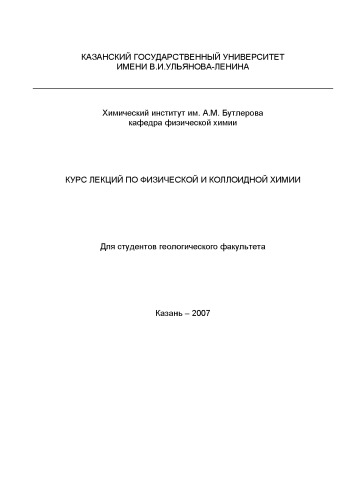 КАЗАНСКИЙ ГОСУДАРСТВЕННЫЙ УНИВЕРСИТЕТ
ИМЕНИ В.И.УЛЬЯНОВА-ЛЕНИНА
Химический институт им. А.М. Бутлерова
кафедра физической химии
КУРС ЛЕКЦИЙ ПО ФИЗИЧЕСКОЙ И КОЛЛОИДНОЙ ХИМИИ
Для студентов геологического факультета
Казань – 2007